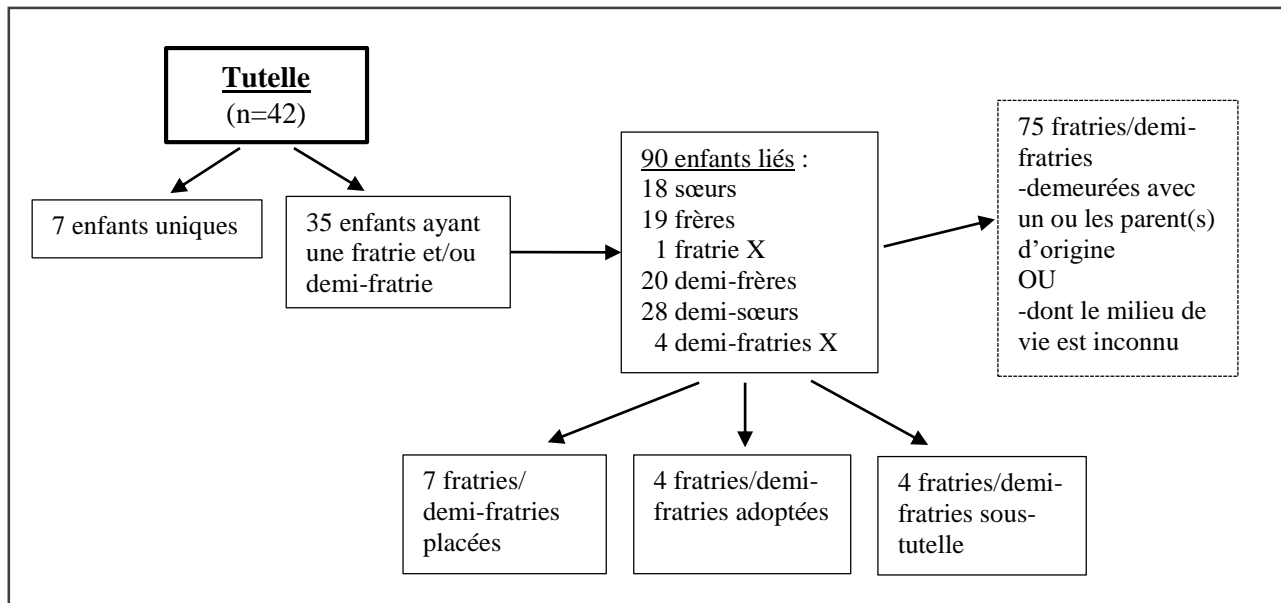 Tutelle
(n=42)
7 enfants uniques
35 enfants ayant
une fratrie et/ou
demi-fratrie
90 enfants liés :
18 sœurs
19 frères
1 fratrie X
20 demi-frères
28 demi-sœurs
4 demi-fratries X
75 fratries/demi-
fratries
-demeurées avec
un ou les parent(s)
d’origine
OU
-dont le milieu de
vie est inconnu
7 fratries/
demi-fratries
placées
4 fratries/demi-
fratries adoptées
4 fratries/demi-
fratries sous-
tutelle